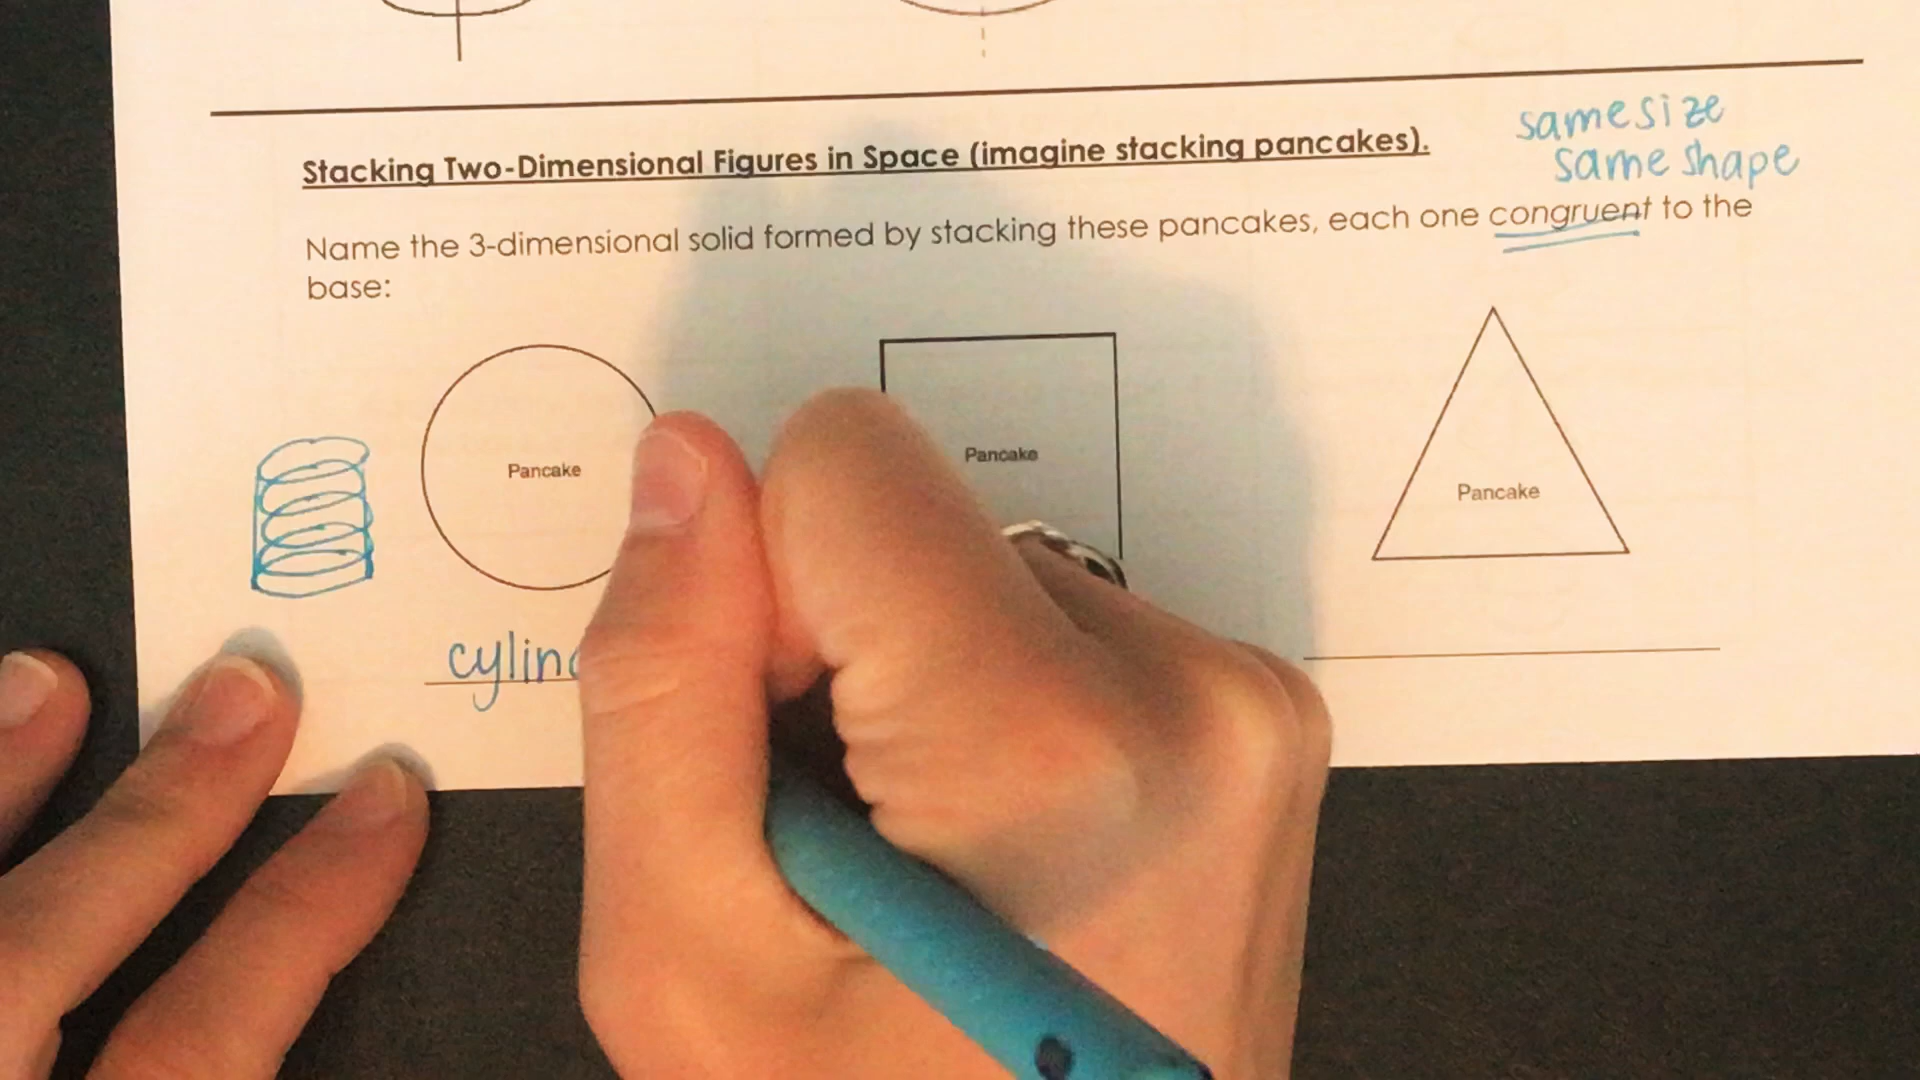 same size
same shape
Stacking Two-Dimensional Figures in Space (imagine stacking pancakes).
Name the 3-dimensional solid formed by stacking these pancakes, each one congruent to the
base:
Pancake
Pancake
Pancake